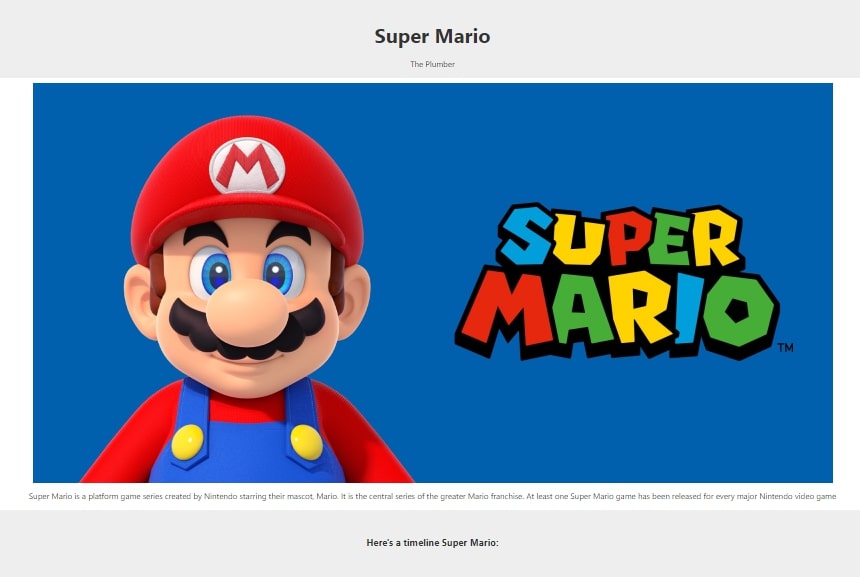 Super Mario
The Plumber
M
SUPER
MARIO
TM
Super Mario is a platform game series created by Nintendo starring their mascot, Mario. It is the central series of the greater Mario franchise. At least one Super Mario game has been released for every major Nintendo video game
Here's a timeline Super Mario: